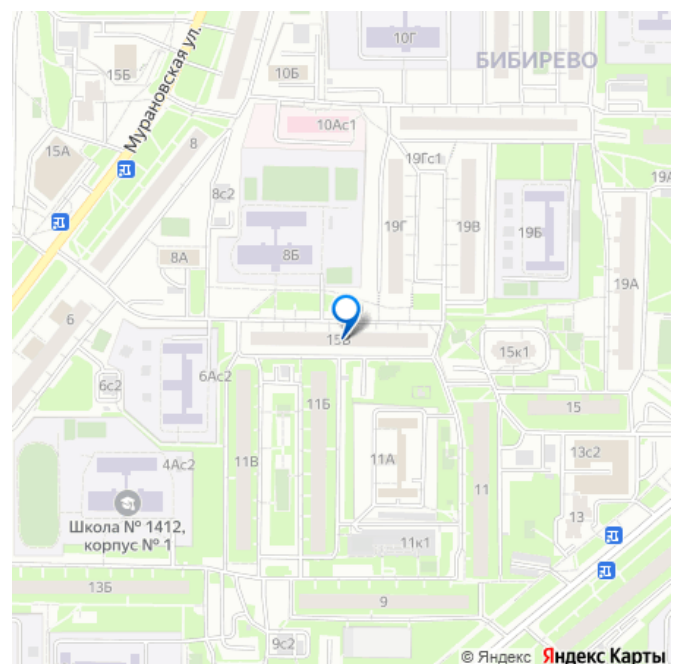 10Г
БИБИРЕВО
15Б
10Б
Мурановская ул.
10Ас1
8
15А
19Гс1
19А
8с2
19Г
19В
19Б
8Б
8А
19А
6
15В
15к1
6Ас2
6с2
11Б
15
11В
11А
13с2
4Ас2
11
13
Школа № 1412,
корпус № 1
11к1
13Б
9
9с2
© Яндекс Яндекс Карты